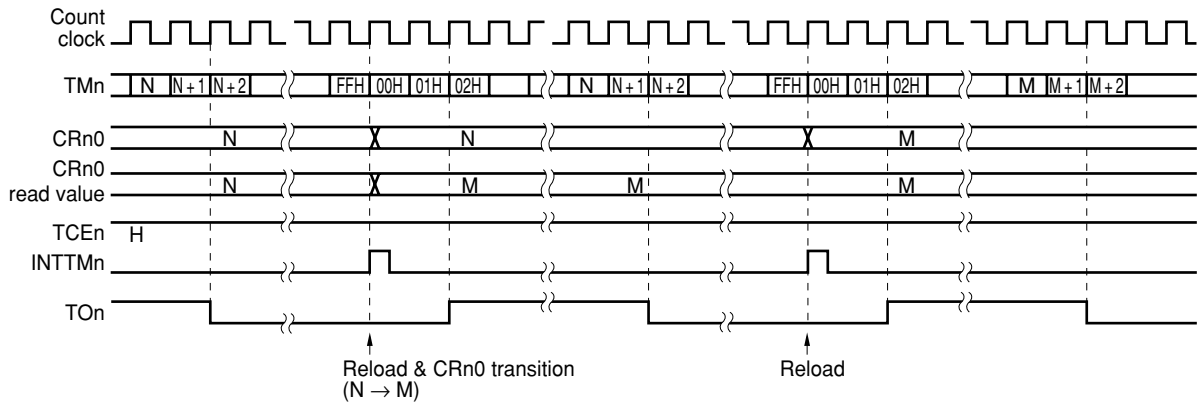 Count
clock
TMn N N + 1 N + 2 FFH 00H 01H 02H N N + 1 N + 2 FFH 00H 01H 02H M M + 1 M + 2
CRn0 N N M
CRn0
read value N M M M
TCEn H
INTTMn
TOn
Reload & CRn0 transition
(N → M)
Reload